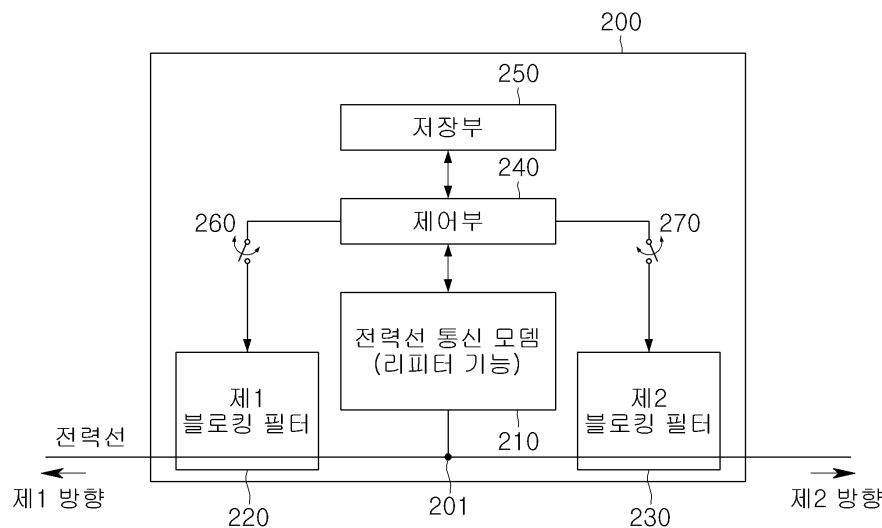 200
250
저장부
240
제어부
260
270
전력선 통신 모뎀
(리피터 기능)
제1
블로킹 필터
제2
블로킹 필터
전력선
210
제1 방향
220
201
230
제2 방향